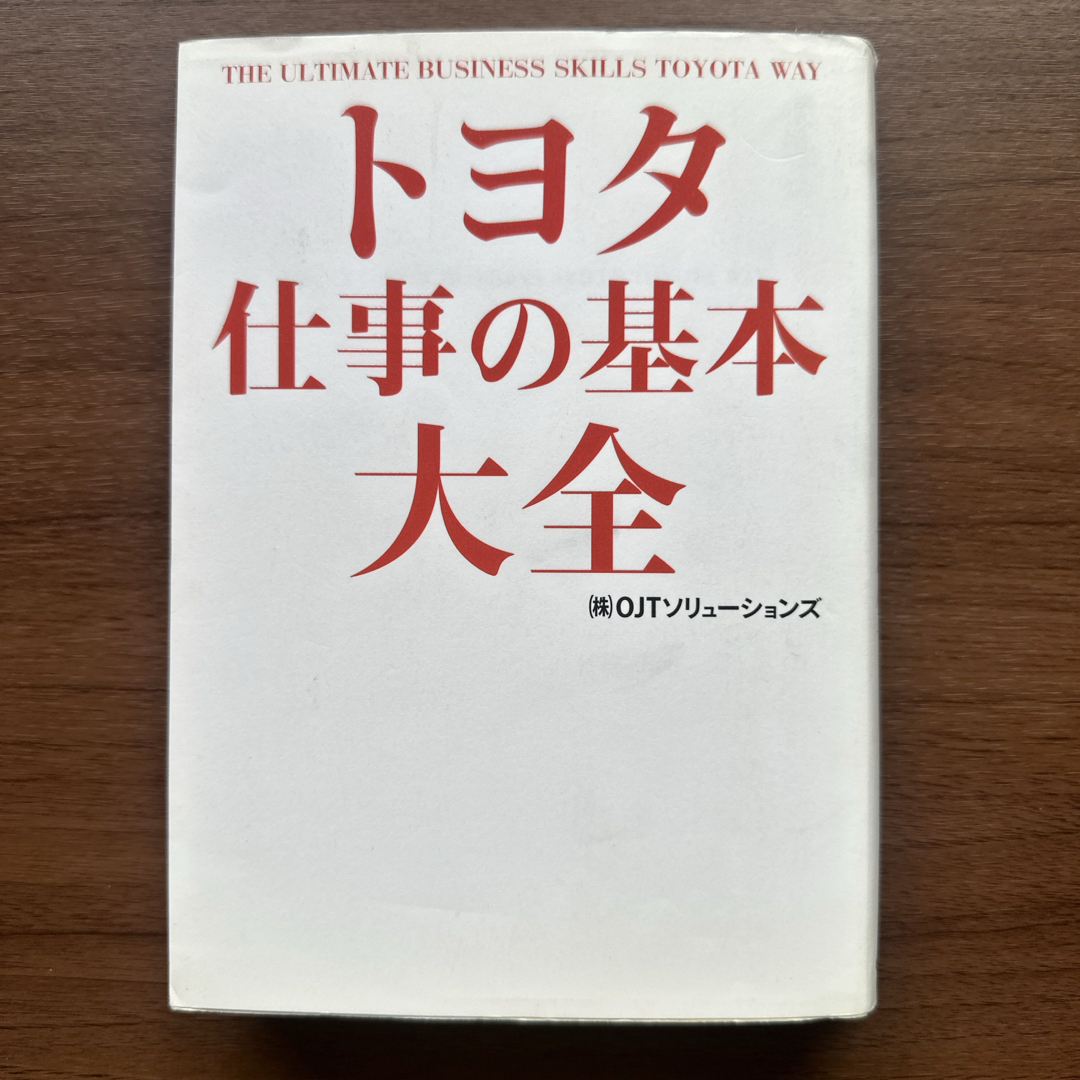 THE ULTIMATE BUSINESS SKILLS TOYOTA WAY
トヨタ
仕事の基本
大全
㈱OJTソリューションズ